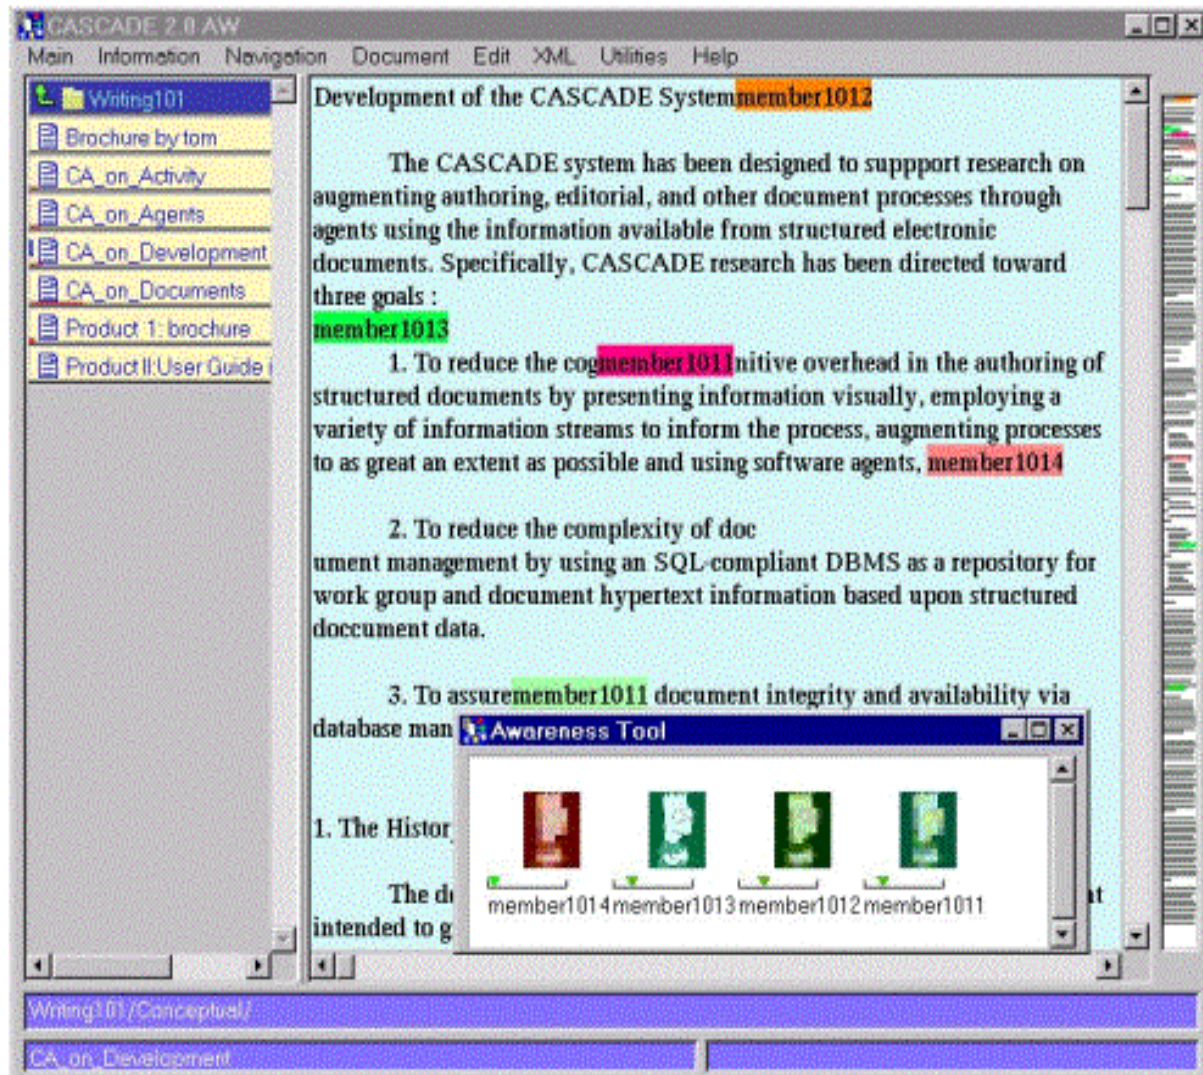 CASCADE 2.0 AW
Main Information Navigation Document Edit XML Utilities Help
Writing101
Brochure by tom
CA_on_Activity
CA_on_Agents
CA_on_Development
CA_on_Documents
Product 1: brochure
Product II:User Guide
Development of the CASCADE Systemmember1012
The CASCADE system has been designed to suppport research on
augmenting authoring, editorial, and other document processes through
agents using the information available from structured electronic
documents. Specifically, CASCADE research has been directed toward
three goals :
member1013
1. To reduce the cogmember1011nitive overhead in the authoring of
structured documents by presenting information visually, employing a
variety of information streams to inform the process, augmenting processes
to as great an extent as possible and using software agents, member1014
2. To reduce the complexity of doc
ument management by using an SQL-compliant DBMS as a repository for
work group and document hypertext information based upon structured
doccument data.
3. To assuremember1011 document integrity and availability via
database man
1. The Histor
The d
intended to g
Awareness Tool
member1014 member1013 member1012 member1011
Writing101/Conceptual/
CA_on_Development